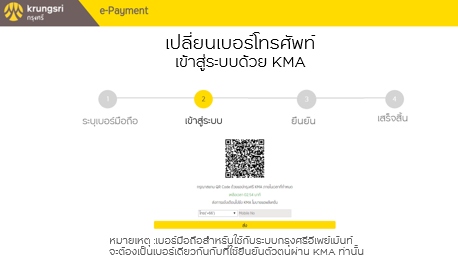 krungsri
กรุงศรี
e-Payment
เปลี่ยนเบอร์โทรศัพท์
เข้าสู่ระบบด้วย KMA
1
2
3
4
ระบุเบอร์มือถือ
เข้าสู่ระบบ
ยืนยัน
เสร็จสิ้น
QR Code
KMA
หมายเหตุ :เบอร์มือถือสำหรับใช้กับระบบกรุงศรีอีเพย์เม้นท์
จะต้องเป็นเบอร์เดียวกันกับที่ใช้ยืนยันตัวตนผ่าน KMA ท่านั้น